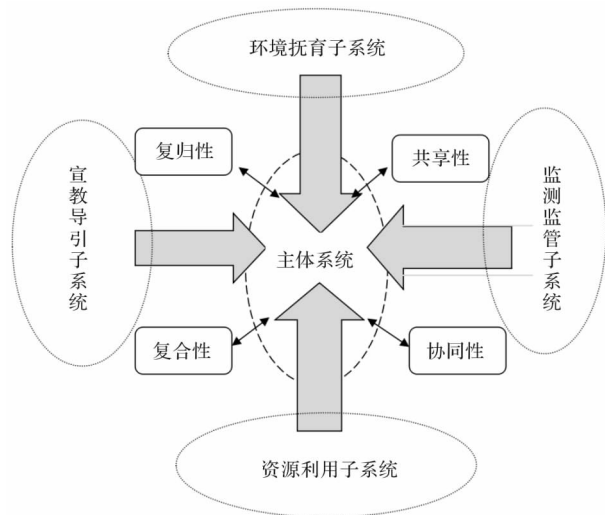 环境抚育子系统
复归性
共享性
宣教导引子系统
监测监管子系统
主体系统
复合性
协同性
资源利用子系统